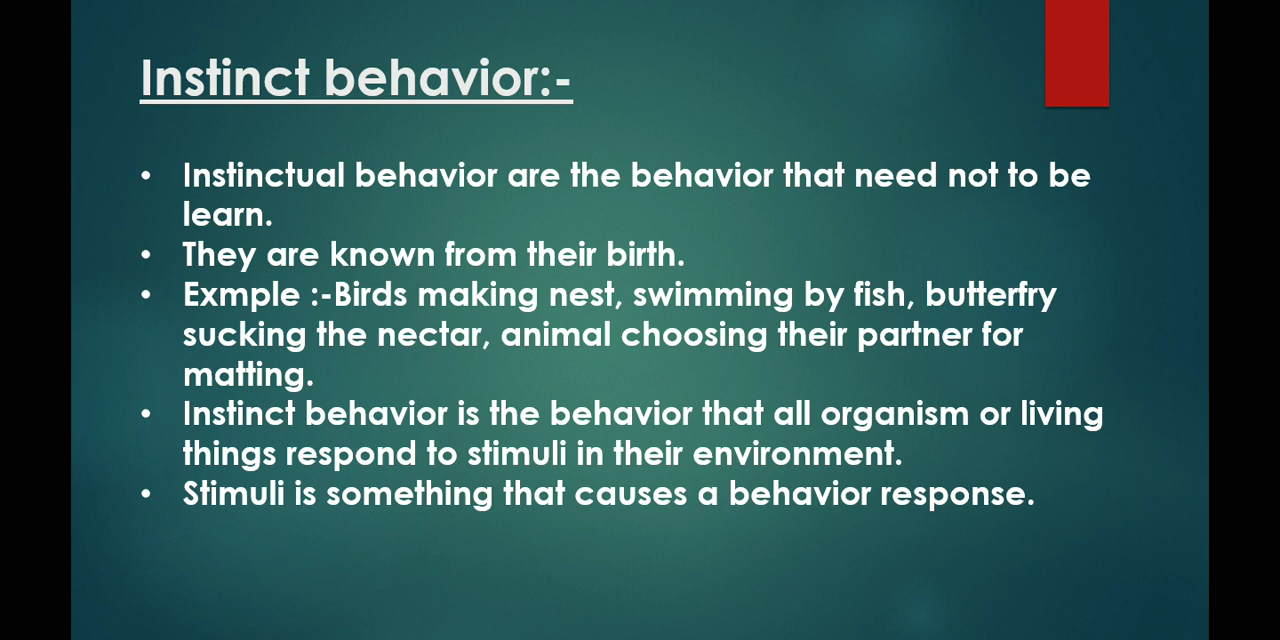 Instinct behavior:-
• Instinctual behavior are the behavior that need not to be
learn.
• They are known from their birth.
• Exmple :-Birds making nest, swimming by fish, butterfry
sucking the nectar, animal choosing their partner for
matting.
• Instinct behavior is the behavior that all organism or living
things respond to stimuli in their environment.
• Stimuli is something that causes a behavior response.